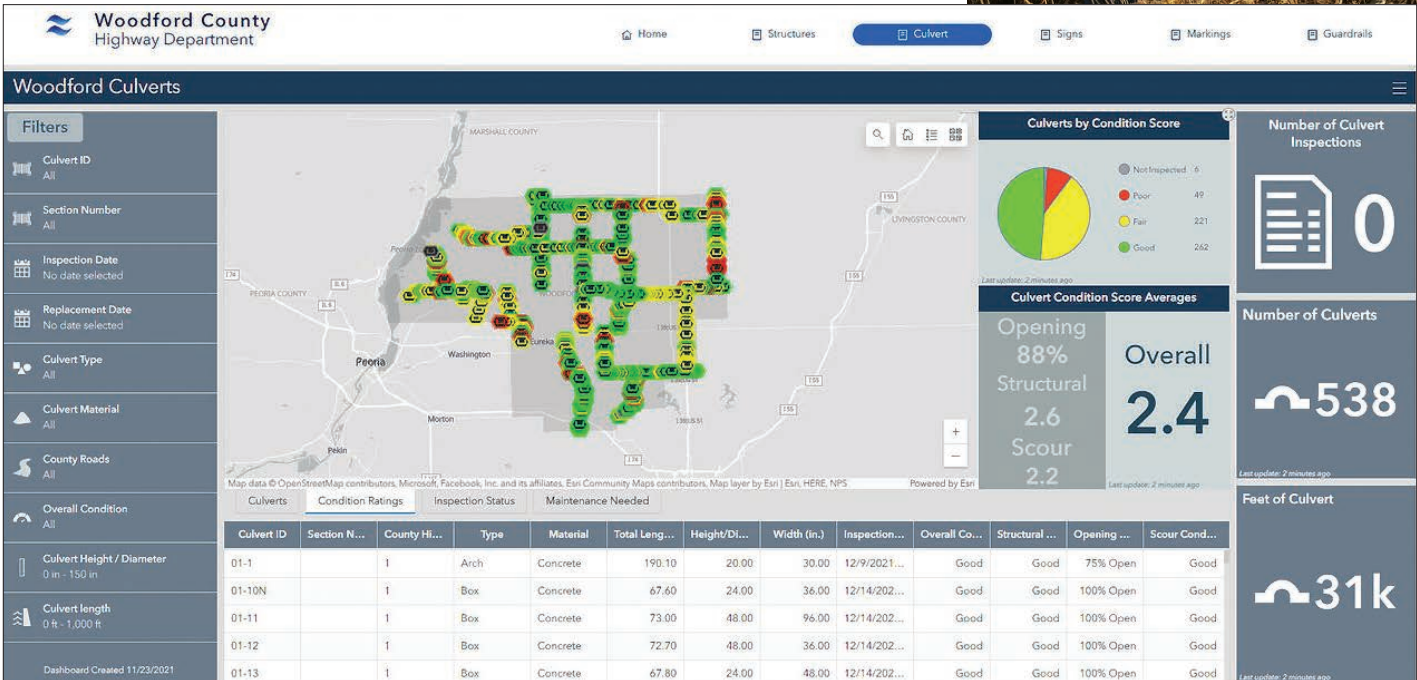 Woodford County
Highway Department
Home
Structures
Culvert
Signs
Markings
Guardrails
Woodford Culverts
Filters
Culvert ID
All
Section Number
All
Inspection Date
No date selected
Replacement Date
No date selected
Culvert Type
All
Culvert Material
All
County Roads
All
Overall Condition
All
Culvert Height / Diameter
0 in - 150 in
Culvert length
0 ft - 1,000 ft
Dashboard Created 11/23/2021
MARSHALL COUNTY
LIVINGSTON COUNTY
PEORIA COUNTY
Peoria
Washington
Eureka
Morton
Pekin
I 74
IL 6
IL 6
I 55
I 55
I 55
I 55
I 74
Map data © OpenStreetMap contributors, Microsoft, Facebook, Inc. and its affiliates, Esri Community Maps contributors, Map layer by Esri | Esri, HERE, NPS
Powered by Esri
Culverts by Condition Score
Not Inspected 6
Poor 49
Fair 221
Good 262
Last update: 2 minutes ago
Culvert Condition Score Averages
Opening
88%
Structural
2.6
Scour
2.2
Overall
2.4
Last update: 2 minutes ago
Number of Culvert
Inspections
0
Number of Culverts
538
Last update: 2 minutes ago
Feet of Culvert
31k
Last update: 2 minutes ago
Culverts
Condition Ratings
Inspection Status
Maintenance Needed
Culvert ID Section N... County Hi... Type Material Total Leng... Height/Di... Width (in.) Inspection... Overall Co... Structural ... Opening ... Scour Cond...
01-1 1 Arch Concrete 190.10 20.00 30.00 12/9/2021... Good Good 75% Open Good
01-10N 1 Box Concrete 67.60 24.00 36.00 12/14/202... Good Good 100% Open Good
01-11 1 Box Concrete 73.00 48.00 96.00 12/14/202... Good Good 100% Open Good
01-12 1 Box Concrete 72.70 48.00 36.00 12/14/202... Good Good 100% Open Good
01-13 1 Box Concrete 67.80 24.00 48.00 12/14/202... Good Good 100% Open Good